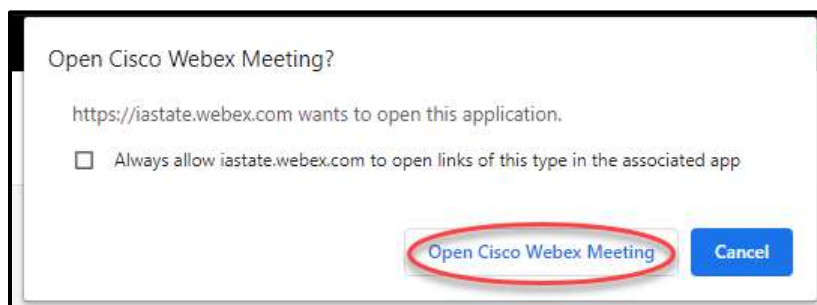 Open Cisco Webex Meeting?
https://iastate.webex.com wants to open this application.
Always allow iastate.webex.com to open links of this type in the associated app
Open Cisco Webex Meeting
Cancel